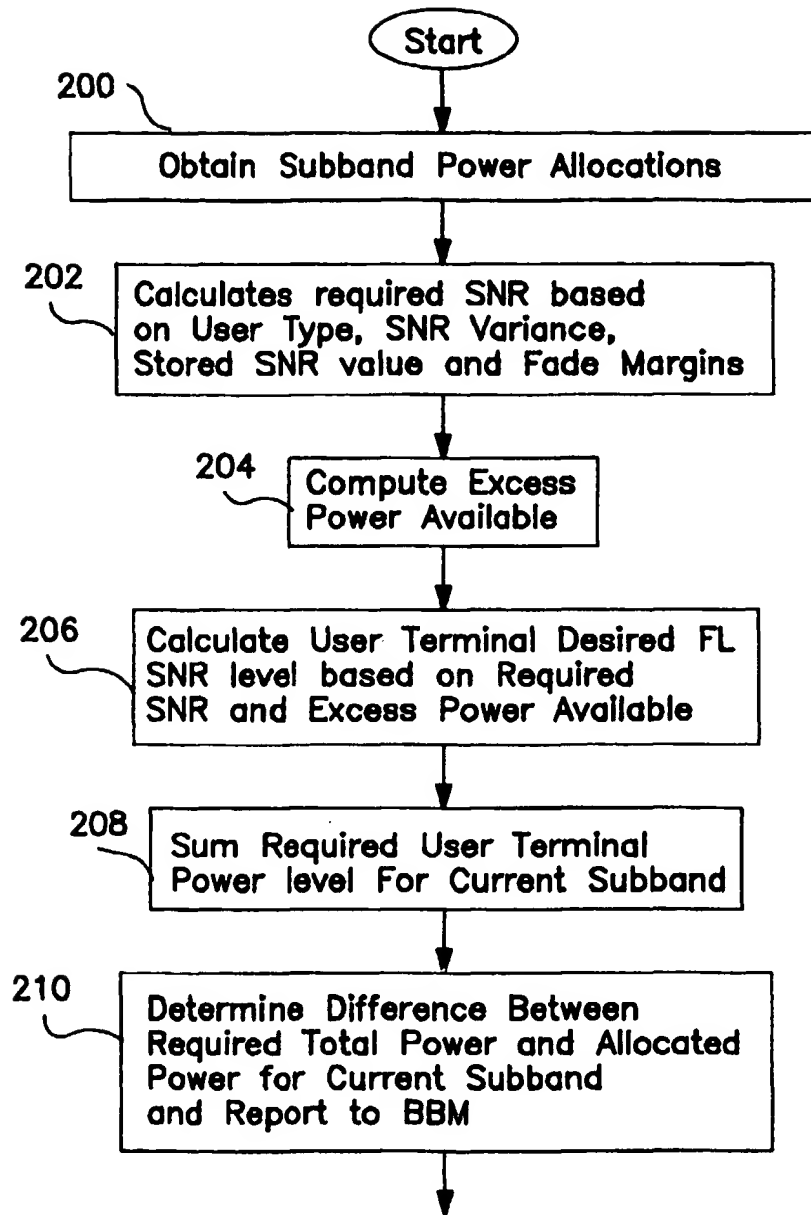 Start
200
Obtain Subband Power Allocations
202
Calculates required SNR based
on User Type, SNR Variance,
Stored SNR value and Fade Margins
204
Compute Excess
Power Available
206
Calculate User Terminal Desired FL
SNR level based on Required
SNR and Excess Power Available
208
Sum Required User Terminal
Power level For Current Subband
210
Determine Difference Between
Required Total Power and Allocated
Power for Current Subband
and Report to BBM